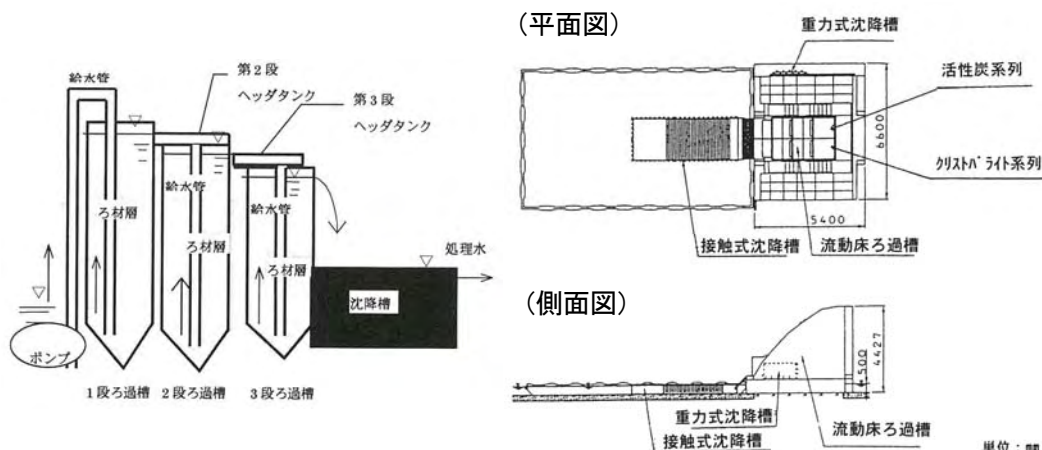 給水管
第2段
ヘッダタンク
第3段
ヘッダタンク
給水管
給水管
ろ材層
ろ材層
ろ材層
処理水
沈降槽
ポンプ
1段ろ過槽
2段ろ過槽
3段ろ過槽
（平面図）
重力式沈降槽
活性炭系列
6600
クリストバライト系列
5400
接触式沈降槽
流動床ろ過槽
（側面図）
4427
500
重力式沈降槽
接触式沈降槽
流動床ろ過槽
単位：mm